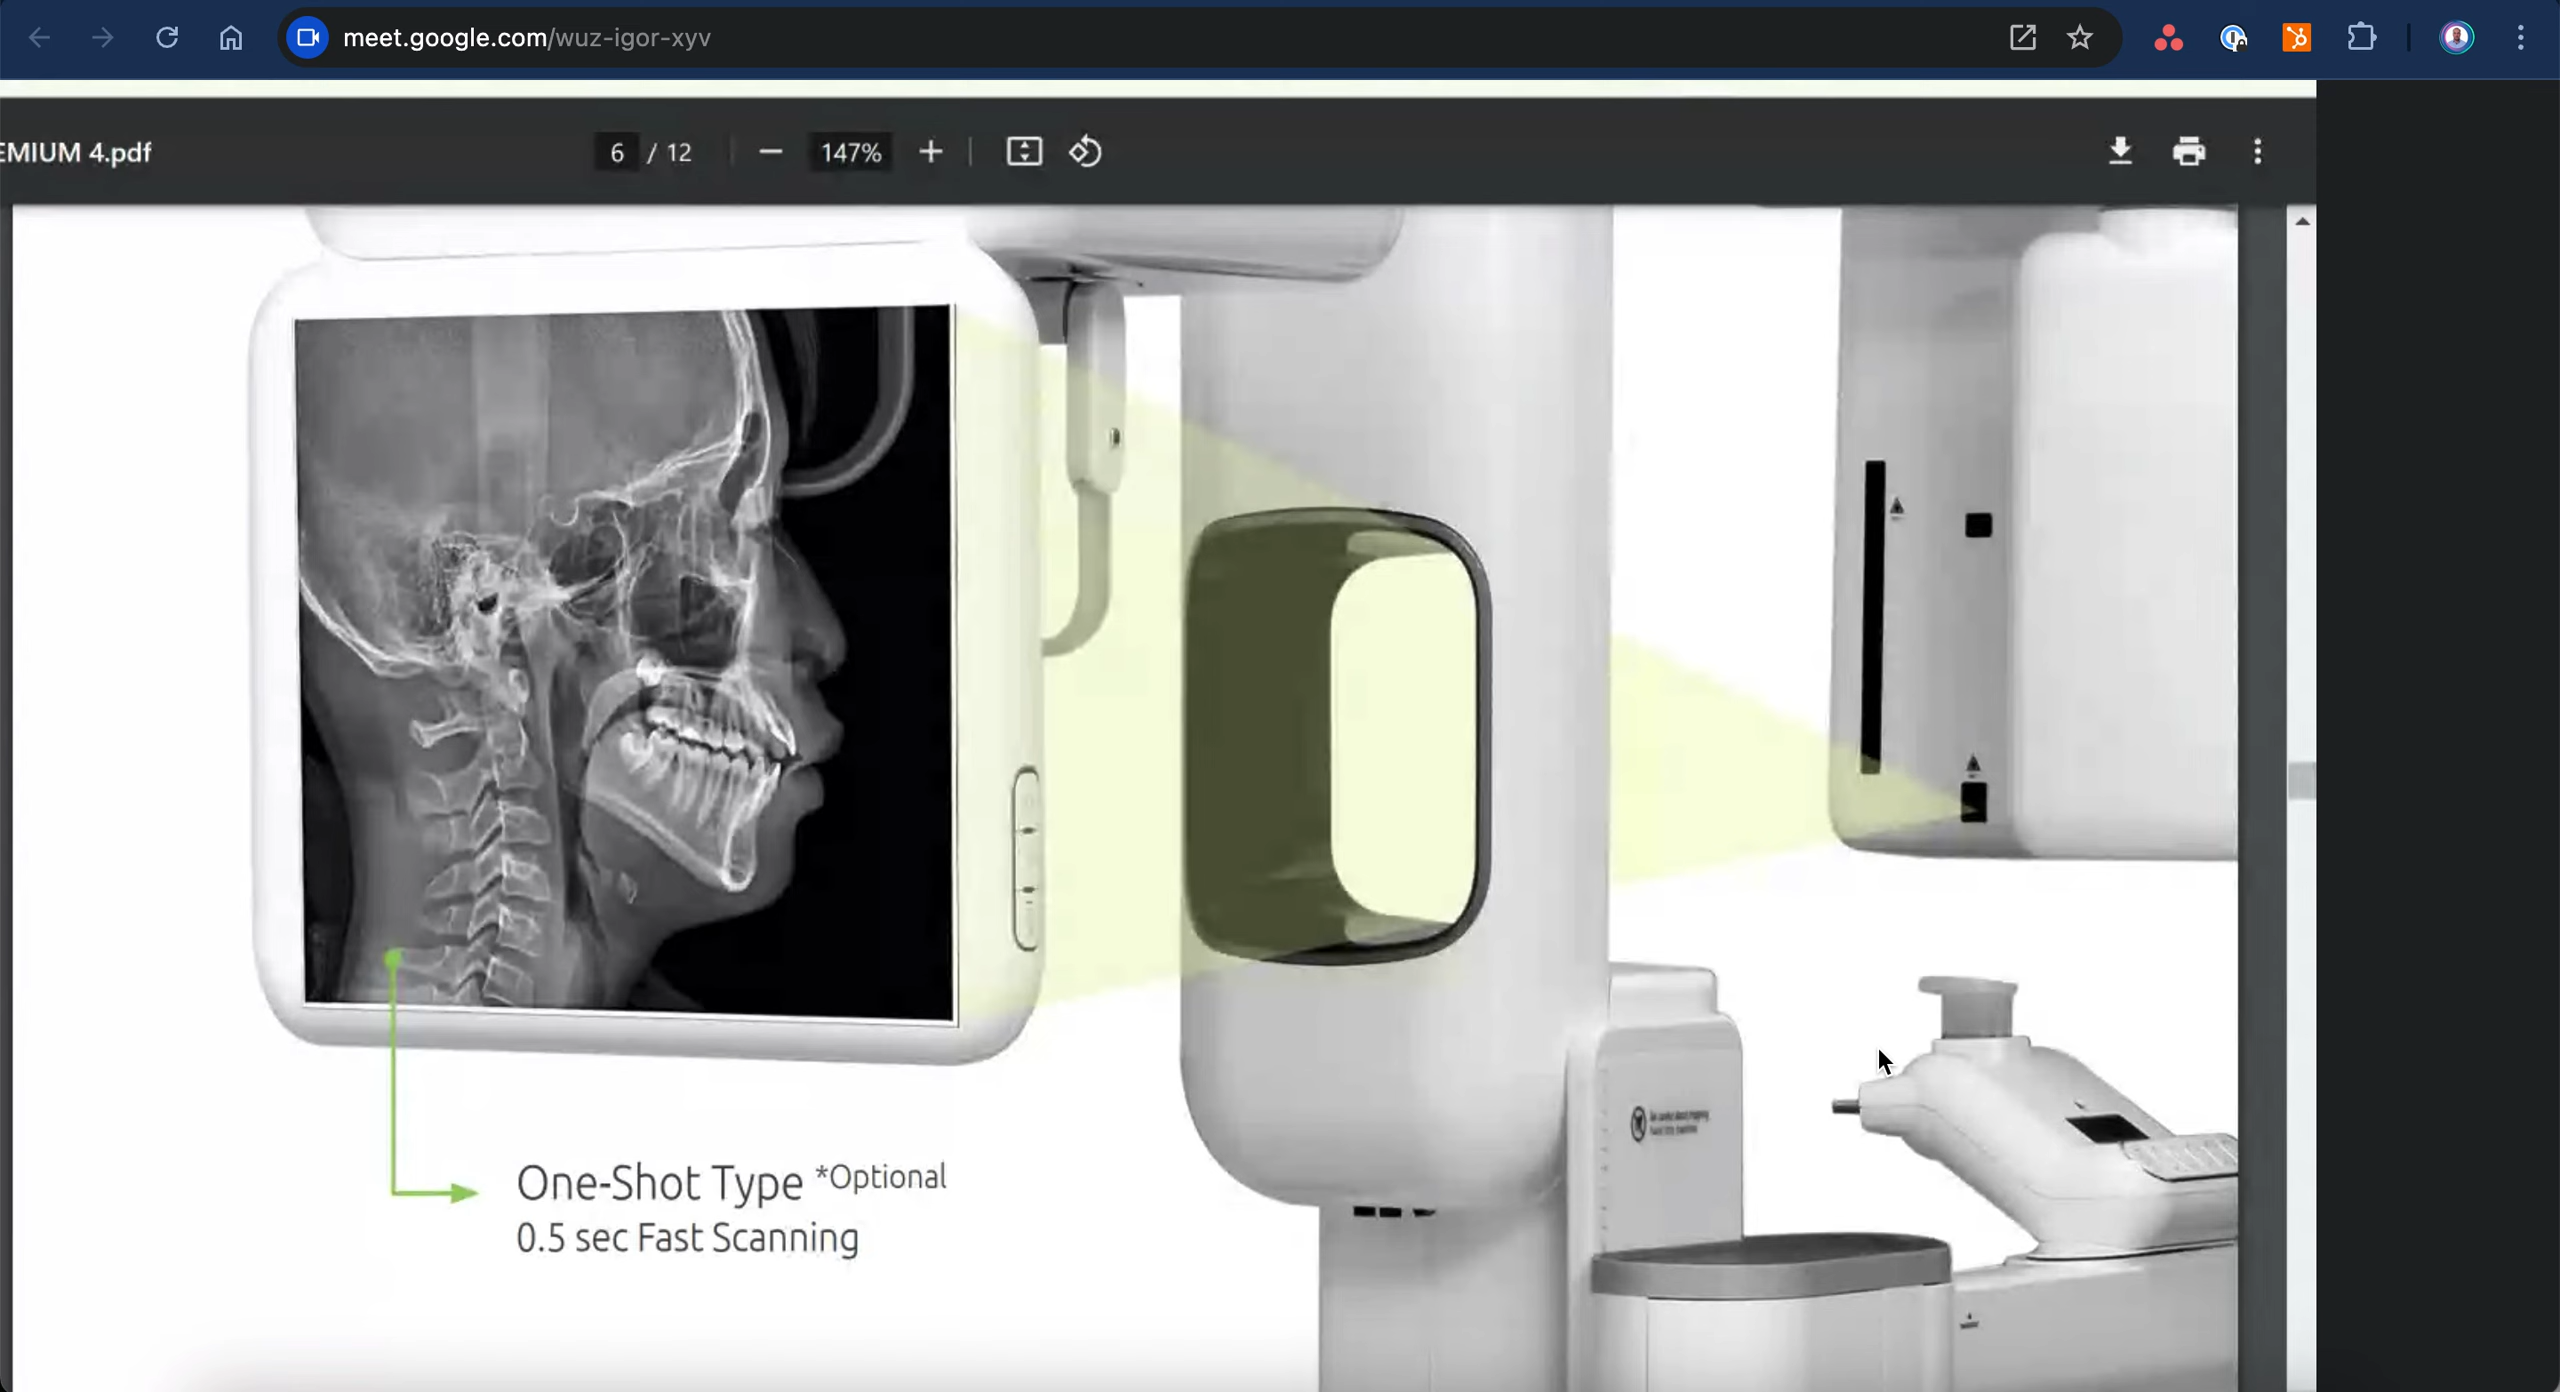 meet.google.com/wuz-igor-xyv
EMIUM 4.pdf
6 / 12
147%
One-Shot Type *Optional
0.5 sec Fast Scanning